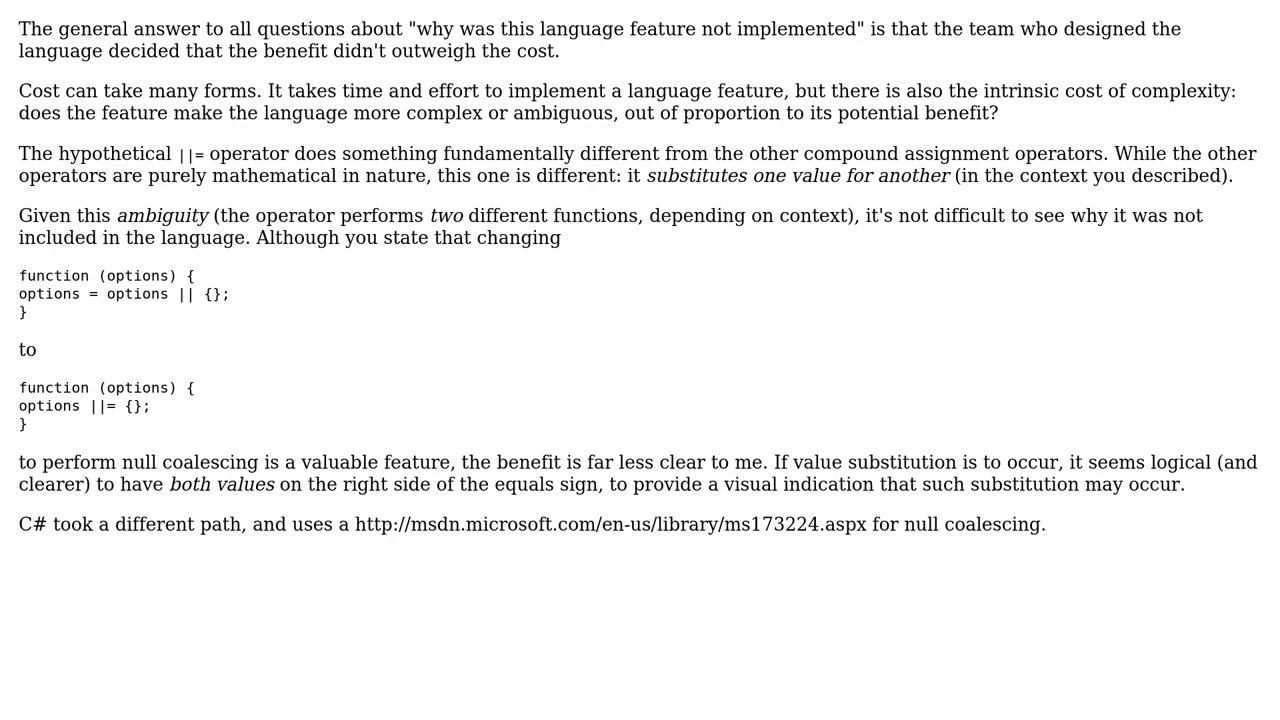 The general answer to all questions about "why was this language feature not implemented" is that the team who designed the
language decided that the benefit didn't outweigh the cost.
Cost can take many forms. It takes time and effort to implement a language feature, but there is also the intrinsic cost of complexity:
does the feature make the language more complex or ambiguous, out of proportion to its potential benefit?
The hypothetical ||= operator does something fundamentally different from the other compound assignment operators. While the other
operators are purely mathematical in nature, this one is different: it substitutes one value for another (in the context you described).
Given this ambiguity (the operator performs two different functions, depending on context), it's not difficult to see why it was not
included in the language. Although you state that changing
function (options) {
options = options || {};
}
to
function (options) {
options ||= {};
}
to perform null coalescing is a valuable feature, the benefit is far less clear to me. If value substitution is to occur, it seems logical (and
clearer) to have both values on the right side of the equals sign, to provide a visual indication that such substitution may occur.
C# took a different path, and uses a http://msdn.microsoft.com/en-us/library/ms173224.aspx for null coalescing.